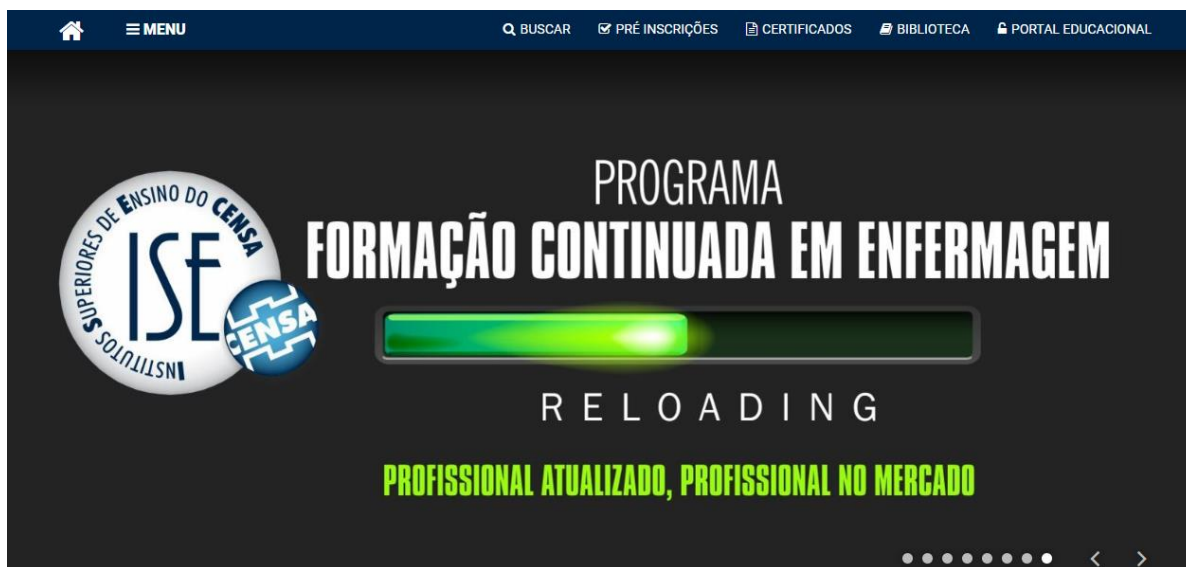 MENU
BUSCAR
PRÉ INSCRIÇÕES
CERTIFICADOS
BIBLIOTECA
PORTAL EDUCACIONAL
INSTITUTOS SUPERIORES DE ENSINO DO CENSA
ISE
CENSA
PROGRAMA
FORMAÇÃO CONTINUADA EM ENFERMAGEM
RELOADING
PROFISSIONAL ATUALIZADO, PROFISSIONAL NO MERCADO